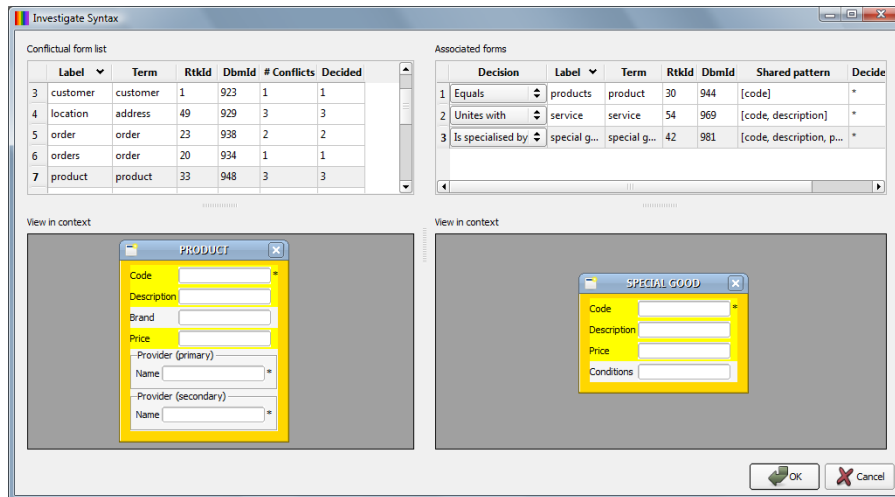 Investigate Syntax
Conflictual form list
Label Term RtkId DbmId # Conflicts Decided
3 customer customer 1 923 1 1
4 location address 49 929 3 3
5 order order 23 938 2 2
6 orders order 20 934 1 1
7 product product 33 948 3 3
Associated forms
Decision Label Term RtkId DbmId Shared pattern Decide
1 Equals products product 30 944 [code] *
2 Unites with service service 54 969 [code, description] *
3 Is specialised by special g... special g... 42 981 [code, description, p... *
View in context
PRODUCT
Code *
Description
Brand
Price
Provider (primary)
Name *
Provider (secondary)
Name *
View in context
SPECIAL GOOD
Code *
Description
Price
Conditions
OK
Cancel